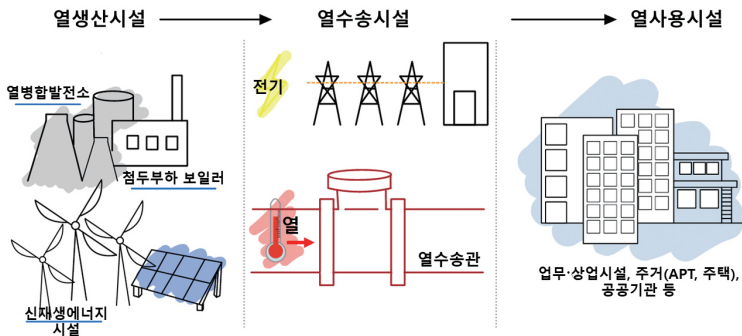 열생산시설
열수송시설
열사용시설
열병합발전소
첨두부하 보일러
신재생에너지
시설
전기
열
열수송관
업무·상업시설, 주거(APT, 주택),
공공기관 등